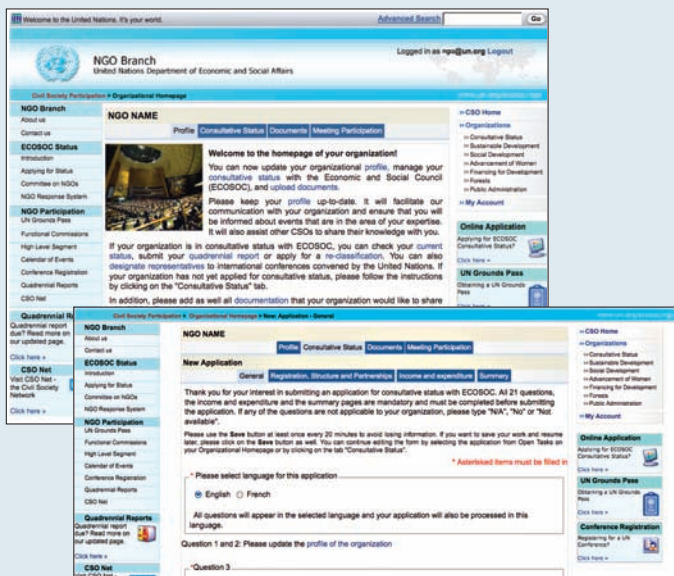 Welcome to the United Nations. It's your world.
Advanced Search
Go
NGO Branch
United Nations Department of Economic and Social Affairs
Logged in as ngo@un.org Logout
Civil Society Participation » Organizational Homepage
NGO Branch
About us
Contact us
ECOSOC Status
Introduction
Applying for Status
Committee on NGOs
NGO Response System
NGO Participation
UN Grounds Pass
Functional Commissions
High Level Segment
Calendar of Events
Conference Registration
Quadrennial Reports
CSO Net
Quadrennial report
due? Read more on
our updated page.
Click here »
CSO Net
Visit CSO Net -
the Civil Society
Network
Click here »
NGO NAME
Profile Consultative Status Documents Meeting Participation
Welcome to the homepage of your organization!
You can now update your organizational profile, manage your
consultative status with the Economic and Social Council
(ECOSOC), and upload documents.
Please keep your profile up-to-date. It will facilitate our
communication with your organization and ensure that you will
be informed about events that are in the area of your expertise.
It will also assist other CSOs to share their knowledge with you.
If your organization is in consultative status with ECOSOC, you can check your current
status, submit your quadrennial report or apply for a re-classification. You can also
designate representatives to international conferences convened by the United Nations. If
your organization has not yet applied for consultative status, please follow the instructions
by clicking on the "Consultative Status" tab.
In addition, please add as well all documentation that your organization would like to share
»» CSO Home
»» Organizations
»» Consultative Status
»» Sustainable Development
»» Social Development
»» Advancement of Women
»» Financing for Development
»» Forests
»» Public Administration
»» My Account
Online Application
Applying for ECOSOC
Consultative Status?
Click here »
UN Grounds Pass
Obtaining a UN Grounds
Pass
Civil Society Participation » Organizational Homepage » New: Application - General
NGO Branch
About us
Contact us
ECOSOC Status
Introduction
Applying for Status
Committee on NGOs
NGO Response System
NGO Participation
UN Grounds Pass
Functional Commissions
High Level Segment
Calendar of Events
Conference Registration
Quadrennial Reports
CSO Net
Quadrennial Reports
Quadrennial report
due? Read more on
our updated page.
Click here »
CSO Net
Visit CSO Net -
NGO NAME
Profile Consultative Status Documents Meeting Participation
New Application
General Registration, Structure and Partnerships Income and expenditure Summary
Thank you for your interest in submitting an application for consultative status with ECOSOC. All 21 questions,
the income and expenditure and the summary pages are mandatory and must be completed before submitting
the application. If any of the questions are not applicable to your organization, please type "N/A", "No" or "Not
available".
Please use the Save button at least once every 20 minutes to avoid losing information. If you want to save your work and resume
later, please click on the Save button as well. You can continue editing the form by selecting the application from Open Tasks on
your Organizational Homepage or by clicking on the tab "Consultative Status".
* Asterisked items must be filled in
* Please select language for this application
English French
All questions will appear in the selected language and your application will also be processed in this
language.
Question 1 and 2: Please update the profile of the organization
*Question 3
»» CSO Home
»» Organizations
»» Consultative Status
»» Sustainable Development
»» Social Development
»» Advancement of Women
»» Financing for Development
»» Forests
»» Public Administration
»» My Account
Online Application
Applying for ECOSOC
Consultative Status?
Click here »
UN Grounds Pass
Obtaining a UN Grounds
Pass
Click here »
Conference Registration
Registering for a UN
Conference?
Click here »